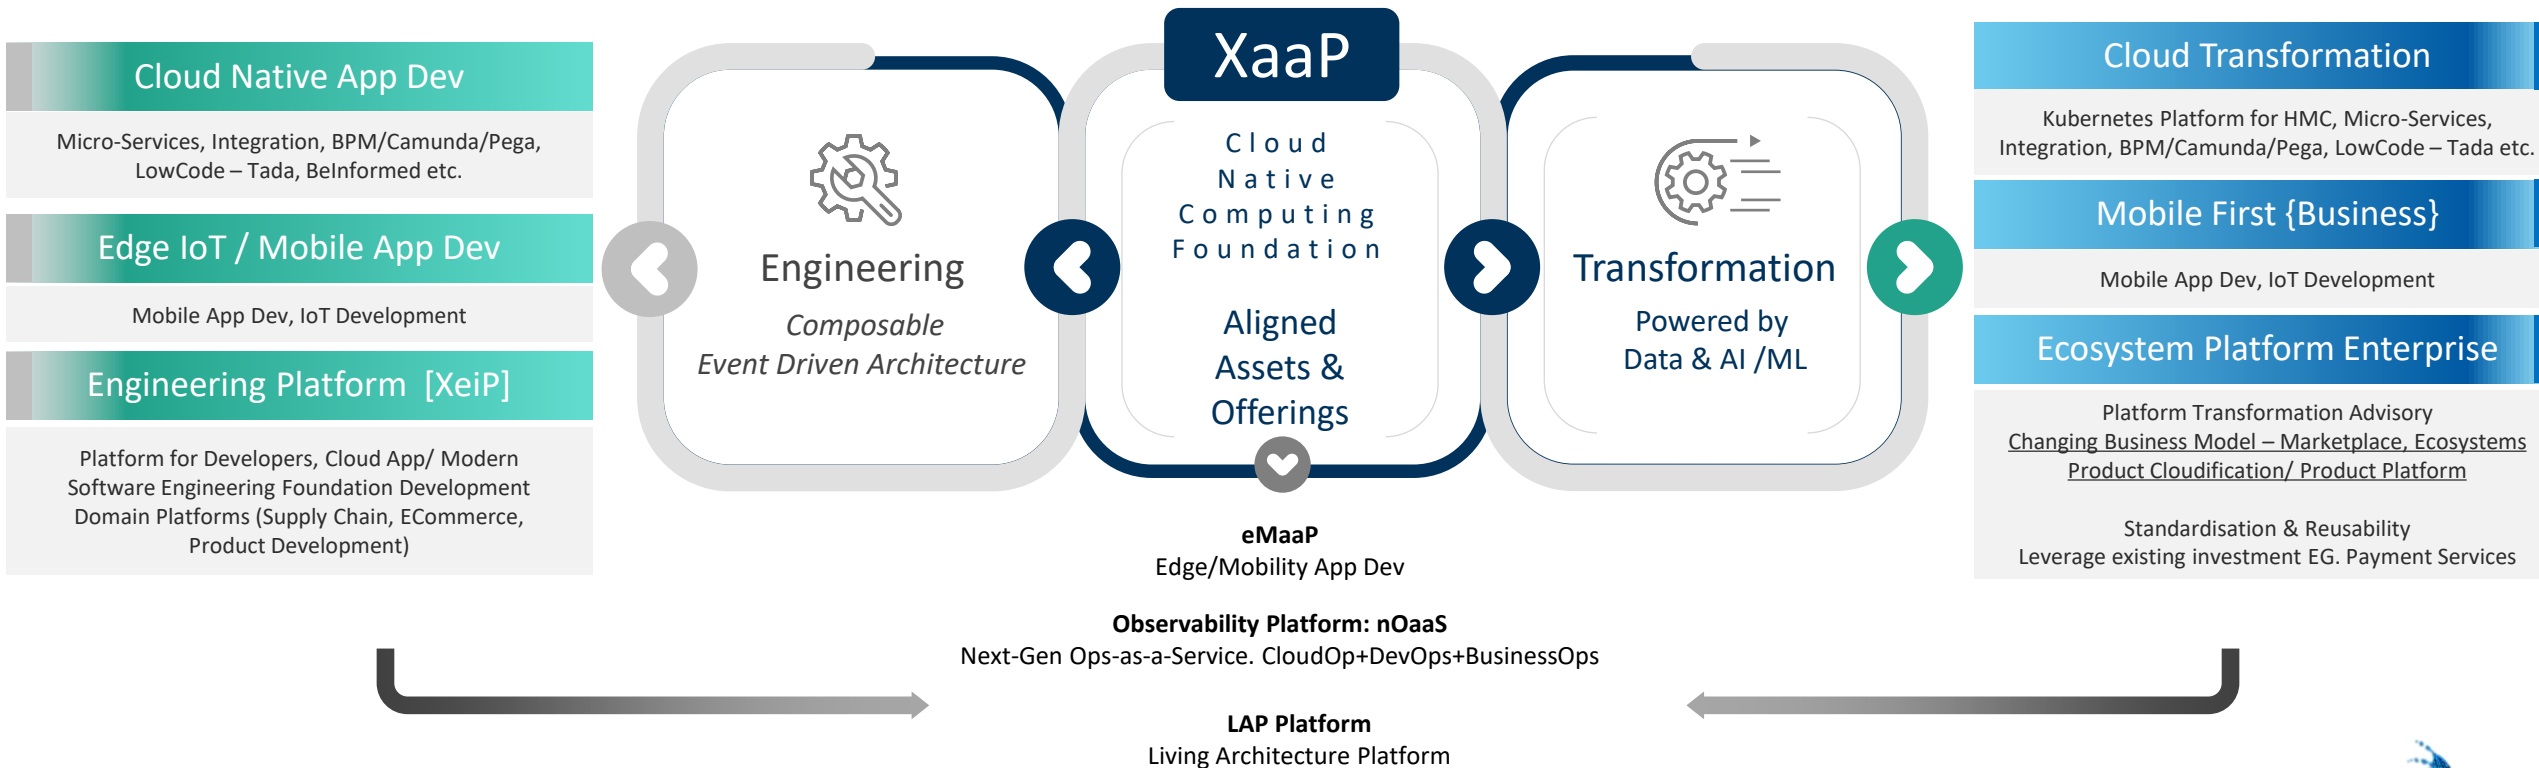 Cloud Native App Dev
Micro-Services, Integration, BPM/Camunda/Pega,
LowCode – Tada, BeInformed etc.
Edge IoT / Mobile App Dev
Mobile App Dev, IoT Development
Engineering Platform [XeiP]
Platform for Developers, Cloud App/ Modern
Software Engineering Foundation Development
Domain Platforms (Supply Chain, ECommerce,
Product Development)
Engineering
Composable
Event Driven Architecture
XaaP
Cloud
Native
Computing
Foundation
Aligned
Assets &
Offerings
Transformation
Powered by
Data & AI /ML
Cloud Transformation
Kubernetes Platform for HMC, Micro-Services,
Integration, BPM/Camunda/Pega, LowCode – Tada etc.
Mobile First {Business}
Mobile App Dev, IoT Development
Ecosystem Platform Enterprise
Platform Transformation Advisory
Changing Business Model – Marketplace, Ecosystems
Product Cloudification/ Product Platform
Standardisation & Reusability
Leverage existing investment EG. Payment Services
eMaaP
Edge/Mobility App Dev
Observability Platform: nOaaS
Next-Gen Ops-as-a-Service. CloudOp+DevOps+BusinessOps
LAP Platform
Living Architecture Platform